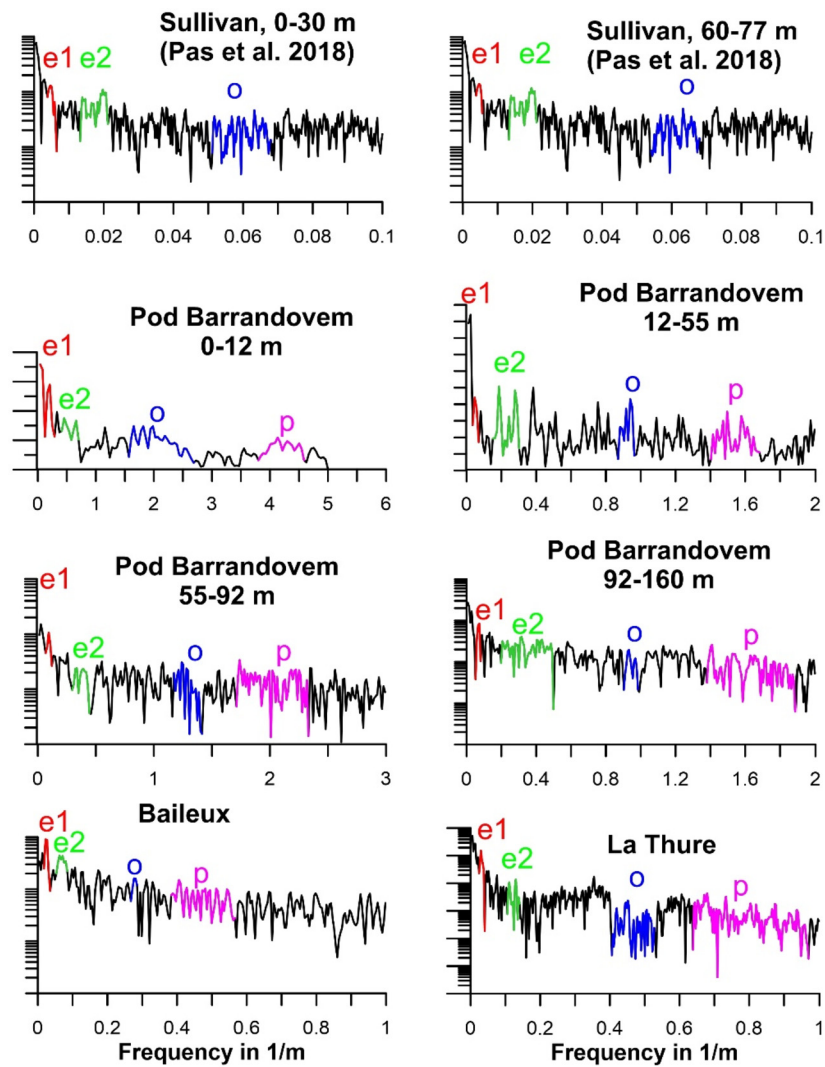 Sullivan, 0-30 m
(Pas et al. 2018)
e1 e2
o
0 0.02 0.04 0.06 0.08 0.1
Sullivan, 60-77 m
(Pas et al. 2018)
e1 e2
o
0 0.02 0.04 0.06 0.08 0.1
Pod Barrandovem
0-12 m
e1
e2
o
p
0 1 2 3 4 5 6
Pod Barrandovem
12-55 m
e1
e2
o
p
0 0.4 0.8 1.2 1.6 2
Pod Barrandovem
55-92 m
e1
e2
o
p
0 1 2 3
Pod Barrandovem
92-160 m
e1
e2
o
p
0 0.4 0.8 1.2 1.6 2
Baileux
e1
e2
o
p
0 0.2 0.4 0.6 0.8 1
Frequency in 1/m
La Thure
e1
e2
o
p
0 0.2 0.4 0.6 0.8 1
Frequency in 1/m